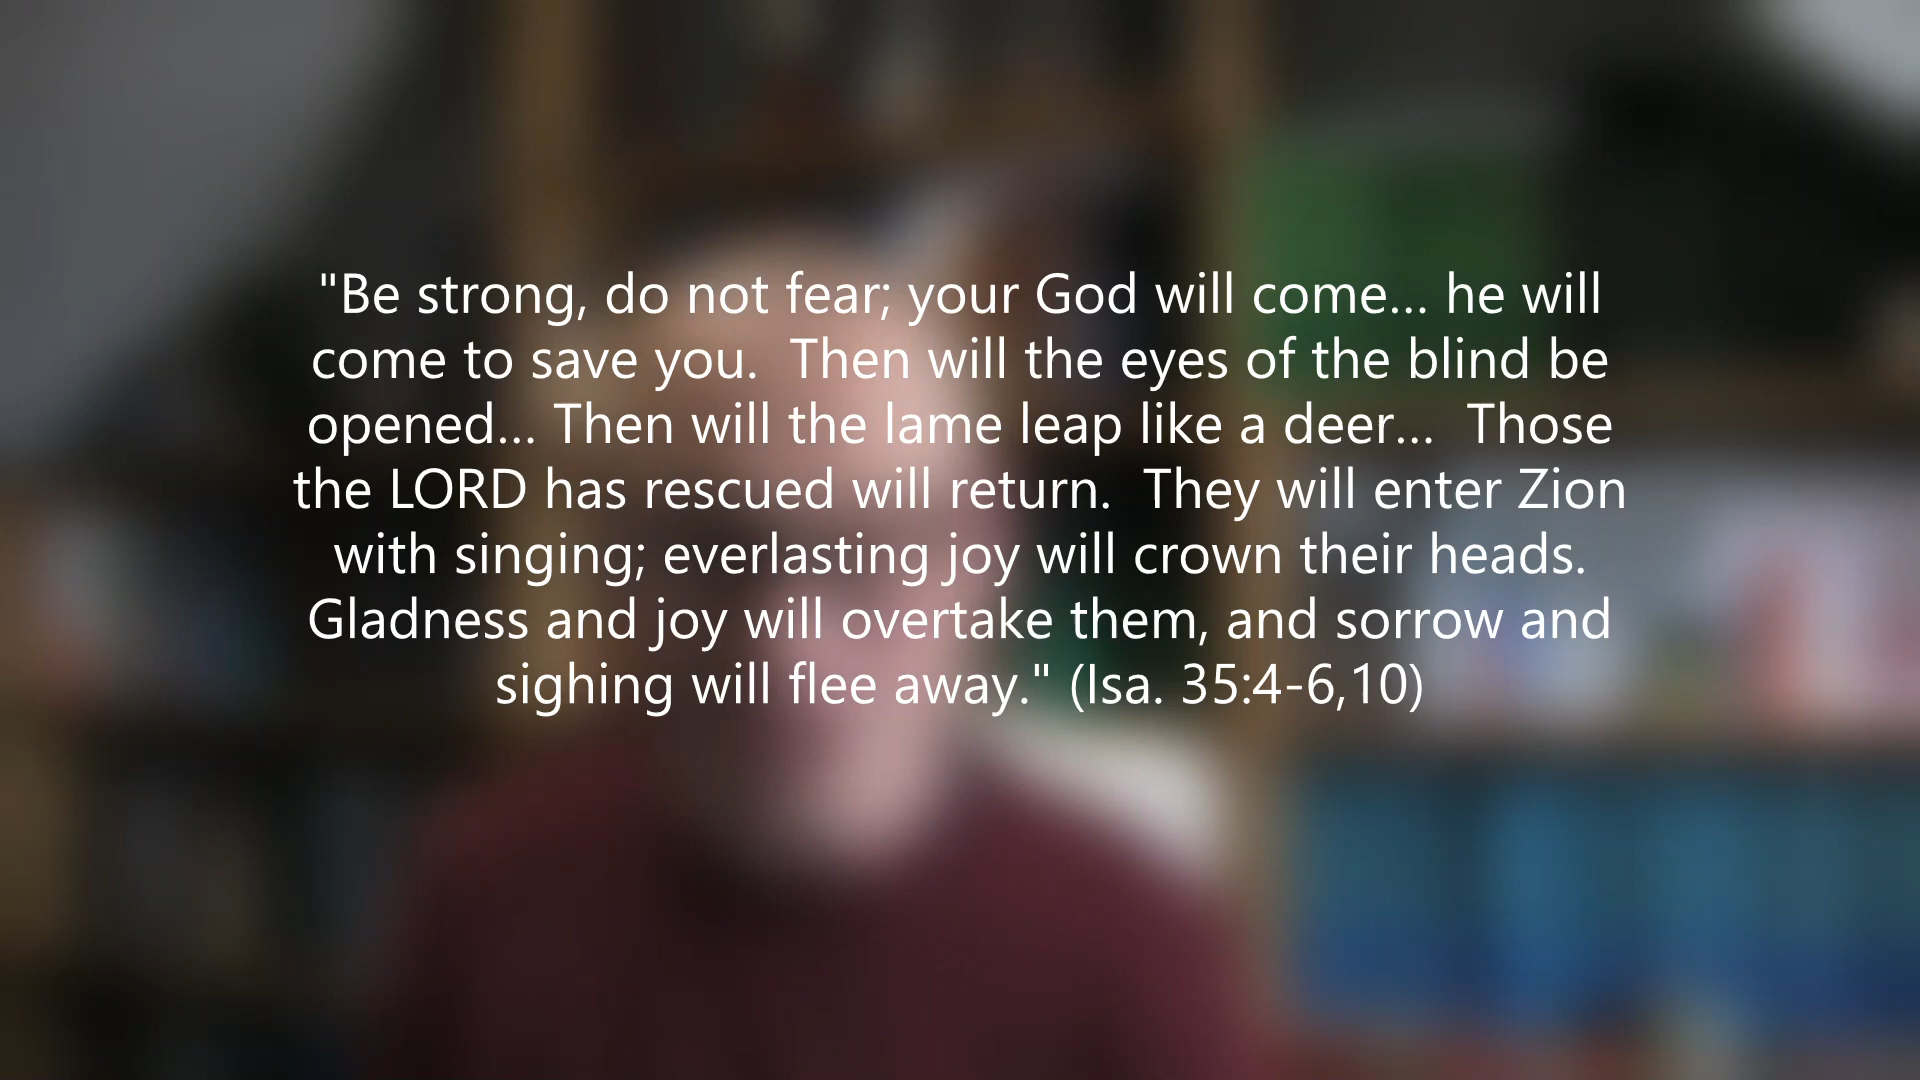 "Be strong, do not fear; your God will come... he will
come to save you.  Then will the eyes of the blind be
opened... Then will the lame leap like a deer...  Those
the LORD has rescued will return.  They will enter Zion
with singing; everlasting joy will crown their heads.
Gladness and joy will overtake them, and sorrow and
sighing will flee away." (Isa. 35:4-6,10)